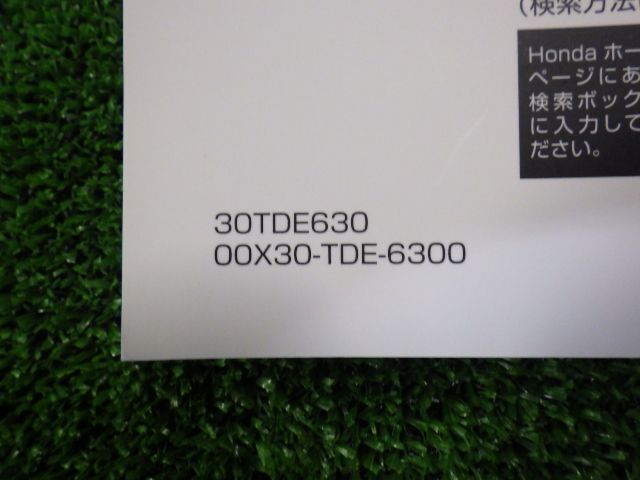 (検索方法
Honda ホー
ページにあ
検索ボック
に入力して
ださい。
30TDE630
00X30-TDE-6300